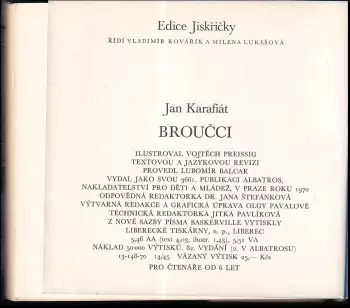 Edice Jiskřičky
ŘÍDÍ VLADIMÍR KOVÁŘÍK A MILENA LUKEŠOVÁ
Jan Karafiát
BROUČCI
ILUSTROVAL VOJTĚCH PREISSIG
TEXTOVOU A JAZYKOVOU REVIZI
PROVEDL LUBOMÍR BALCAR
VYDAL JAKO SVOU 3661. PUBLIKACI ALBATROS,
NAKLADATELSTVÍ PRO DĚTI A MLÁDEŽ, V PRAZE ROKU 1970
ODPOVĚDNÁ REDAKTORKA DR. JANA ŠTEFÁNKOVÁ
VÝTVARNÁ REDAKCE A GRAFICKÁ ÚPRAVA OLGY PAVALOVÉ
TECHNICKÁ REDAKTORKA JITKA PAVLÍKOVÁ
Z NOVÉ SAZBY PÍSMA BASKERVILLE VYTISKLY
LIBERECKÉ TISKÁRNY, n. p., LIBEREC
5,46 AA (text 4,03, ilustr. 1,43), 5,51 VA
NÁKLAD 50 000 VÝTISKŮ. 82. VYDÁNÍ (2. V ALBATROSU)
13-148-70 14/45 VÁZANÝ VÝTISK 25,— Kčs
PRO ČTENÁŘE OD 6 LET